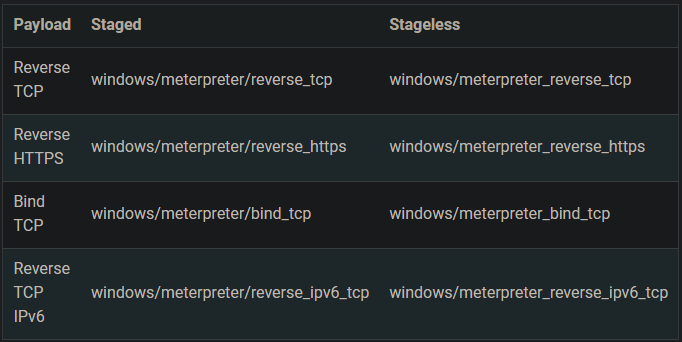 Payload Staged Stageless
Reverse
TCP
windows/meterpreter/reverse_tcp windows/meterpreter_reverse_tcp
Reverse
HTTPS
windows/meterpreter/reverse_https windows/meterpreter_reverse_https
Bind
TCP
windows/meterpreter/bind_tcp windows/meterpreter_bind_tcp
Reverse
TCP
IPv6
windows/meterpreter/reverse_ipv6_tcp windows/meterpreter_reverse_ipv6_tcp